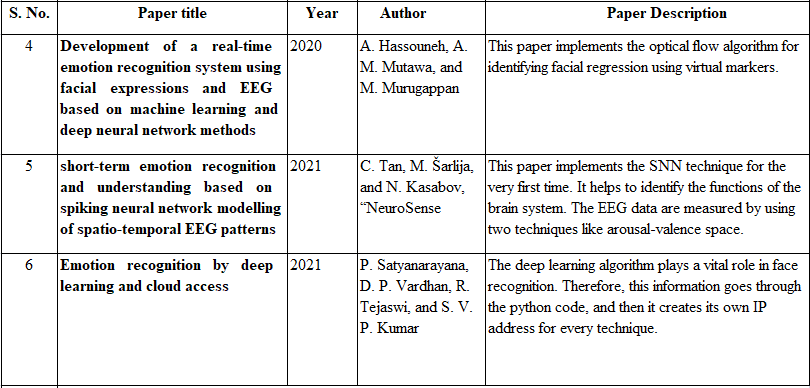 S. No. Paper title Year Author Paper Description
4 Development of a real-time emotion recognition system using facial expressions and EEG based on machine learning and deep neural network methods 2020 A. Hassouneh, A. M. Mutawa, and M. Murugappan This paper implements the optical flow algorithm for identifying facial regression using virtual markers.
5 short-term emotion recognition and understanding based on spiking neural network modelling of spatio-temporal EEG patterns 2021 C. Tan, M. Šarlija, and N. Kasabov, “NeuroSense This paper implements the SNN technique for the very first time. It helps to identify the functions of the brain system. The EEG data are measured by using two techniques like arousal-valence space.
6 Emotion recognition by deep learning and cloud access 2021 P. Satyanarayana, D. P. Vardhan, R. Tejaswi, and S. V. P. Kumar The deep learning algorithm plays a vital role in face recognition. Therefore, this information goes through the python code, and then it creates its own IP address for every technique.